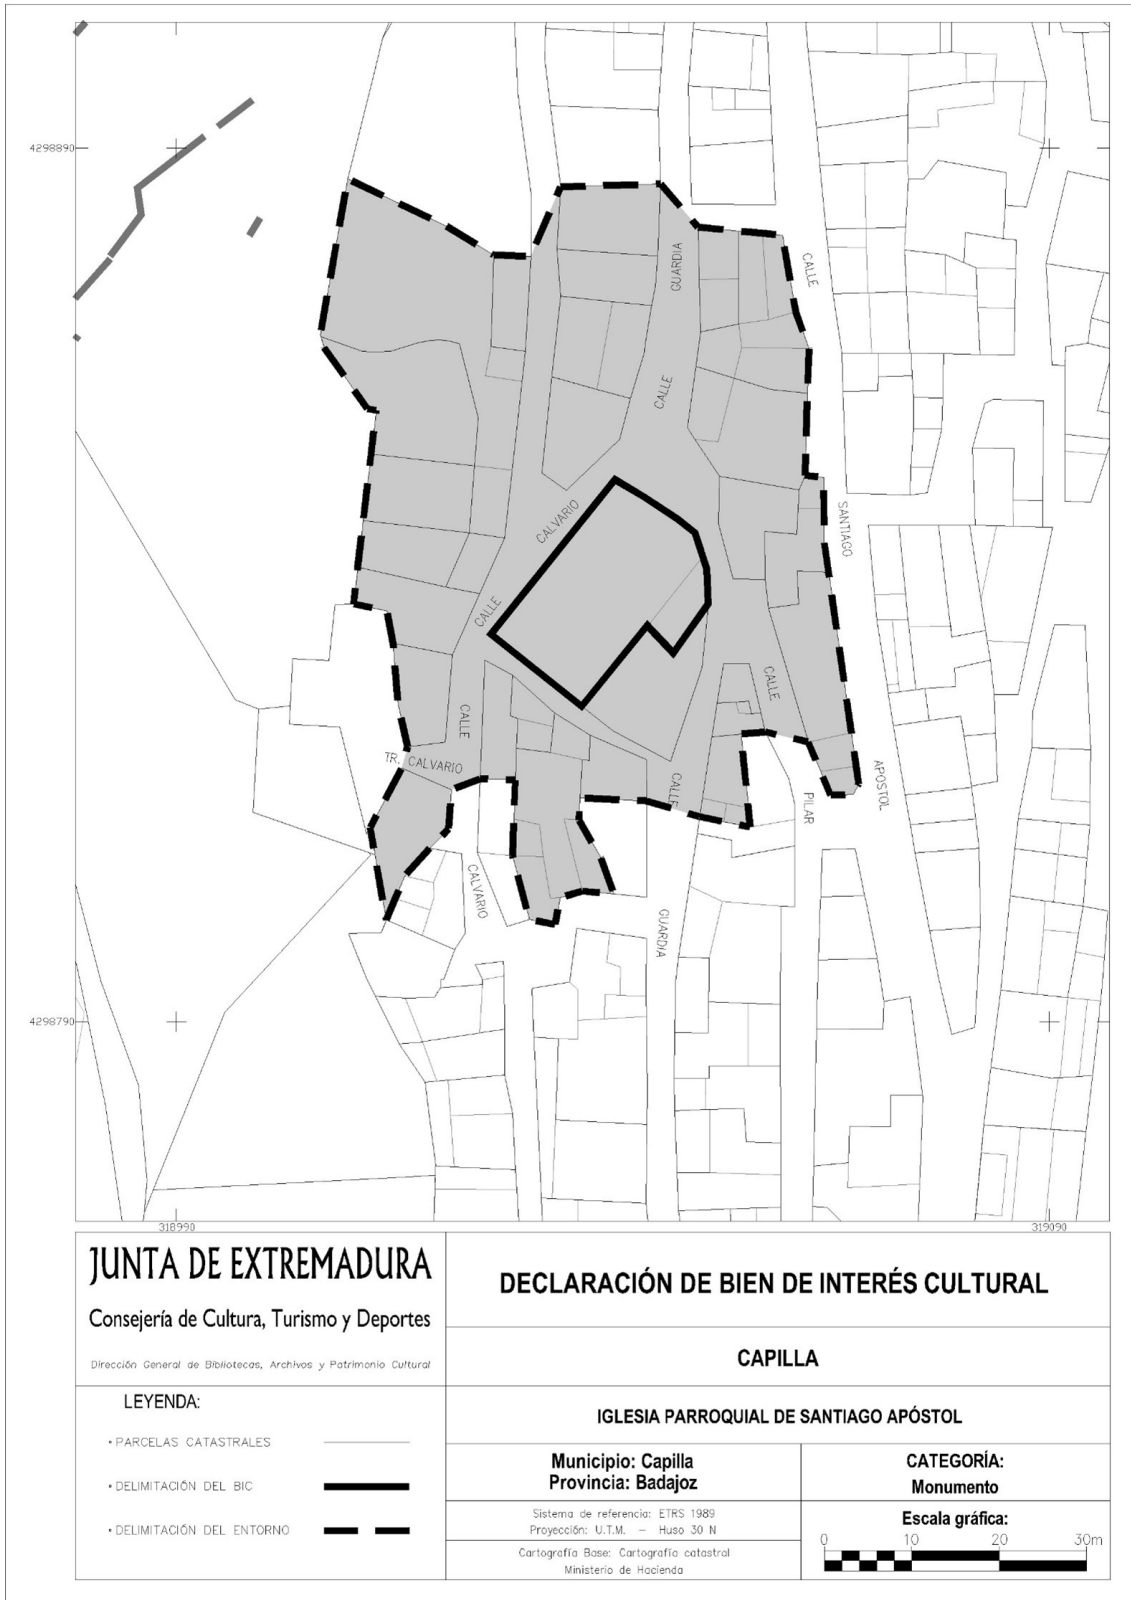 4298890
GUARDIA
CALLE
CALLE
CALVARIO
SANTIAGO
CALLE
CALLE
CALLE
TR. CALVARIO
CALLE
APOSTOL
PILAR
CALVARIO
GUARDIA
4298790
318990
319090
JUNTA DE EXTREMADURA
Consejería de Cultura, Turismo y Deportes
Dirección General de Bibliotecas, Archivos y Patrimonio Cultural
LEYENDA:
• PARCELAS CATASTRALES
• DELIMITACIÓN DEL BIC
• DELIMITACIÓN DEL ENTORNO
DECLARACIÓN DE BIEN DE INTERÉS CULTURAL
CAPILLA
IGLESIA PARROQUIAL DE SANTIAGO APÓSTOL
Municipio: Capilla
Provincia: Badajoz
Sistema de referencia: ETRS 1989
Proyección: U.T.M. – Huso 30 N
Cartografía Base: Cartografía catastral
Ministerio de Hacienda
CATEGORÍA:
Monumento
Escala gráfica:
0 10 20 30m